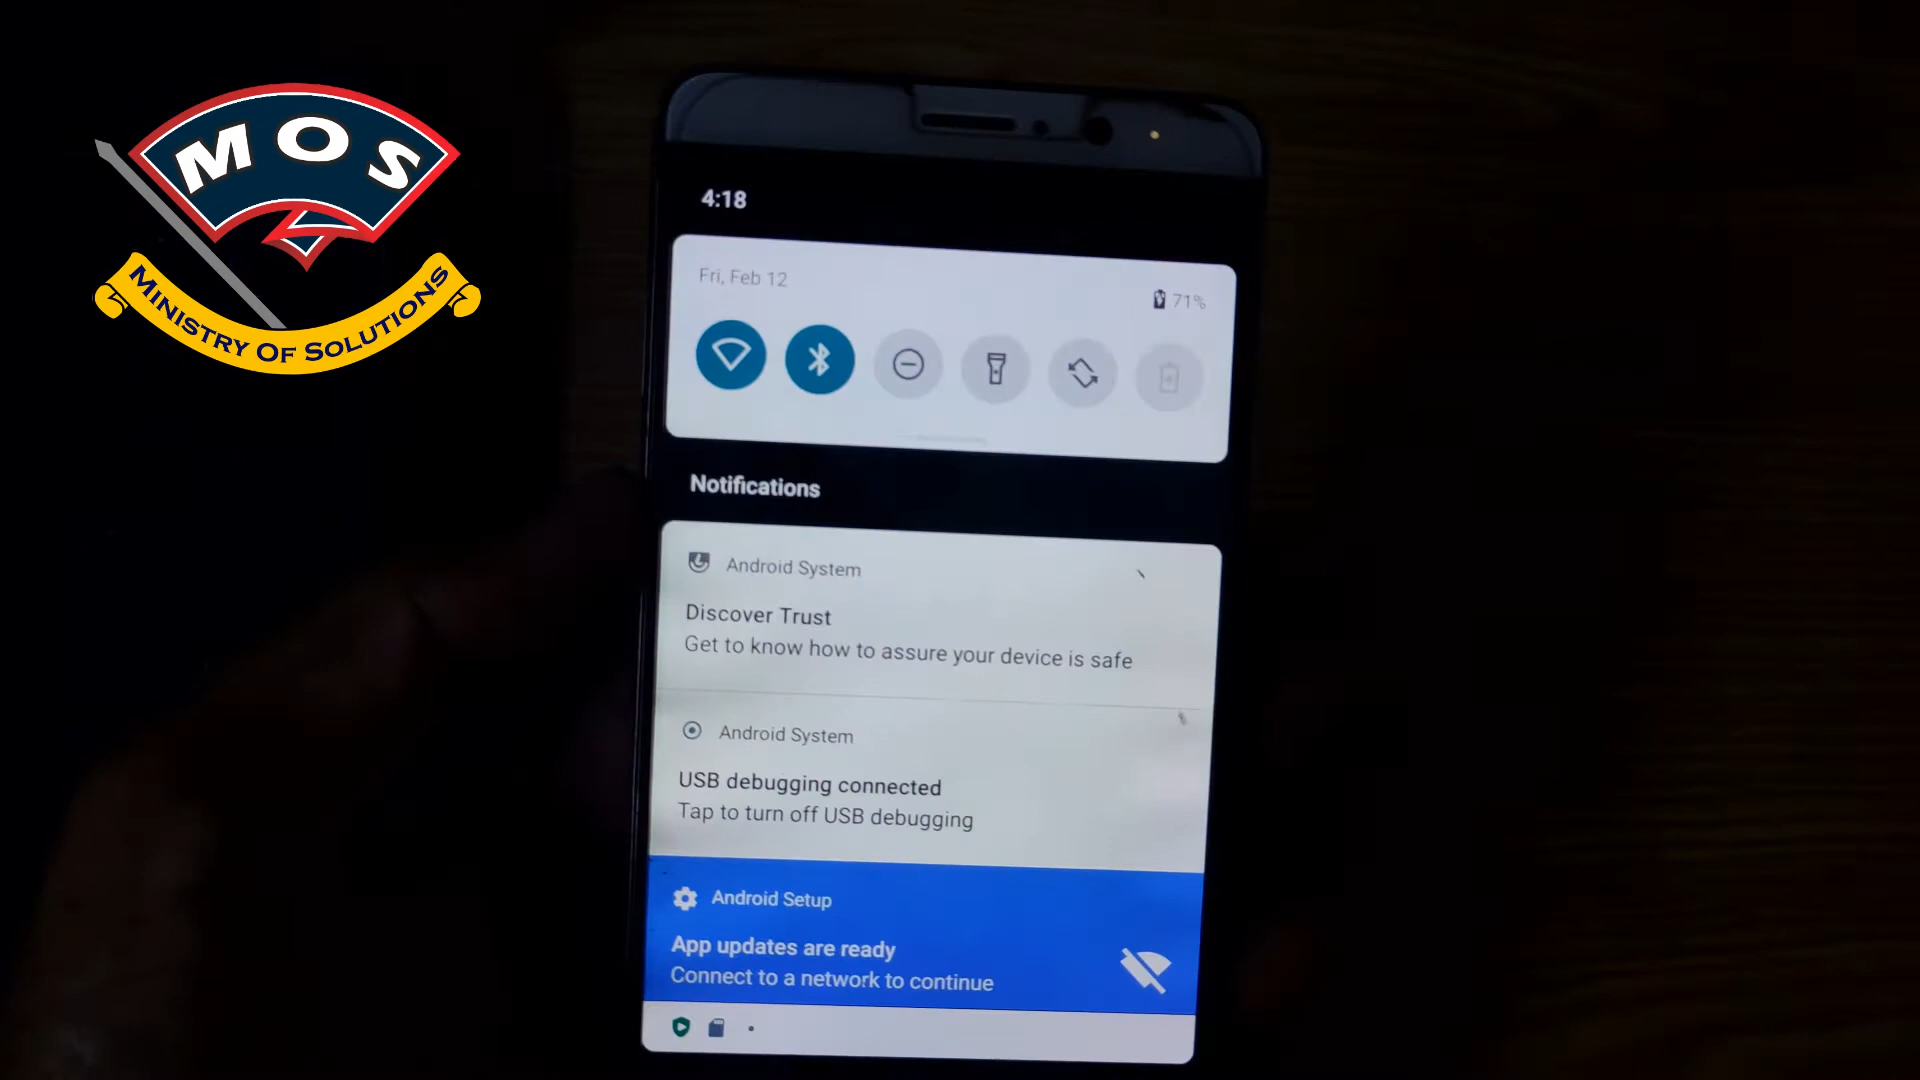 MOS
MINISTRY OF SOLUTIONS
4:18
Fri, Feb 12
71%
Notifications
Android System
Discover Trust
Get to know how to assure your device is safe
Android System
USB debugging connected
Tap to turn off USB debugging
Android Setup
App updates are ready
Connect to a network to continue